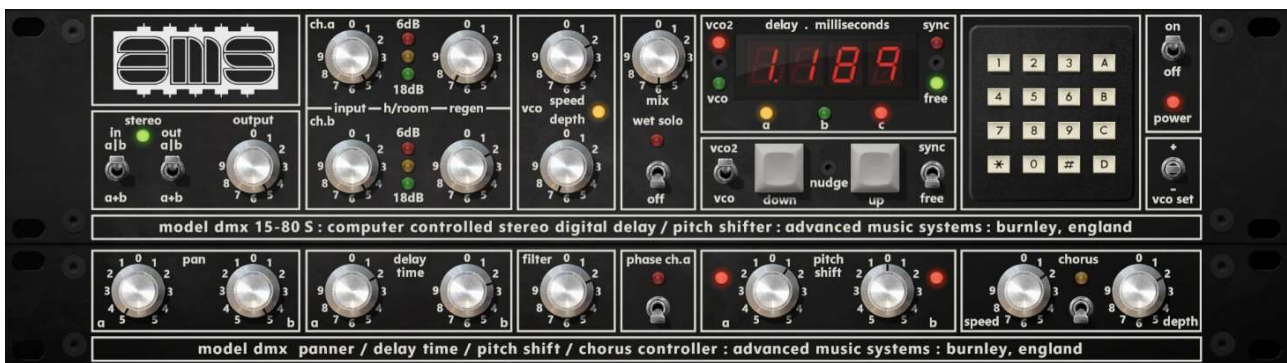 ams
stereo
in
a|b
out
a|b
output
a+b
a+b
ch.a
6dB
18dB
input h/room regen
ch.b
6dB
18dB
vco
speed
depth
mix
wet solo
off
vco2
delay . milliseconds
sync
1.189
vco
free
a b c
vco2
sync
nudge
vco
down
up
free
1 2 3 A
4 5 6 B
7 8 9 C
* 0 # D
on
off
power
+
-
vco set
model dmx 15-80 S : computer controlled stereo digital delay / pitch shifter : advanced music systems : burnley, england
pan
a
b
delay
time
a
b
filter
phase ch.a
pitch
shift
a
b
chorus
speed
depth
model dmx panner / delay time / pitch shift / chorus controller : advanced music systems : burnley, england